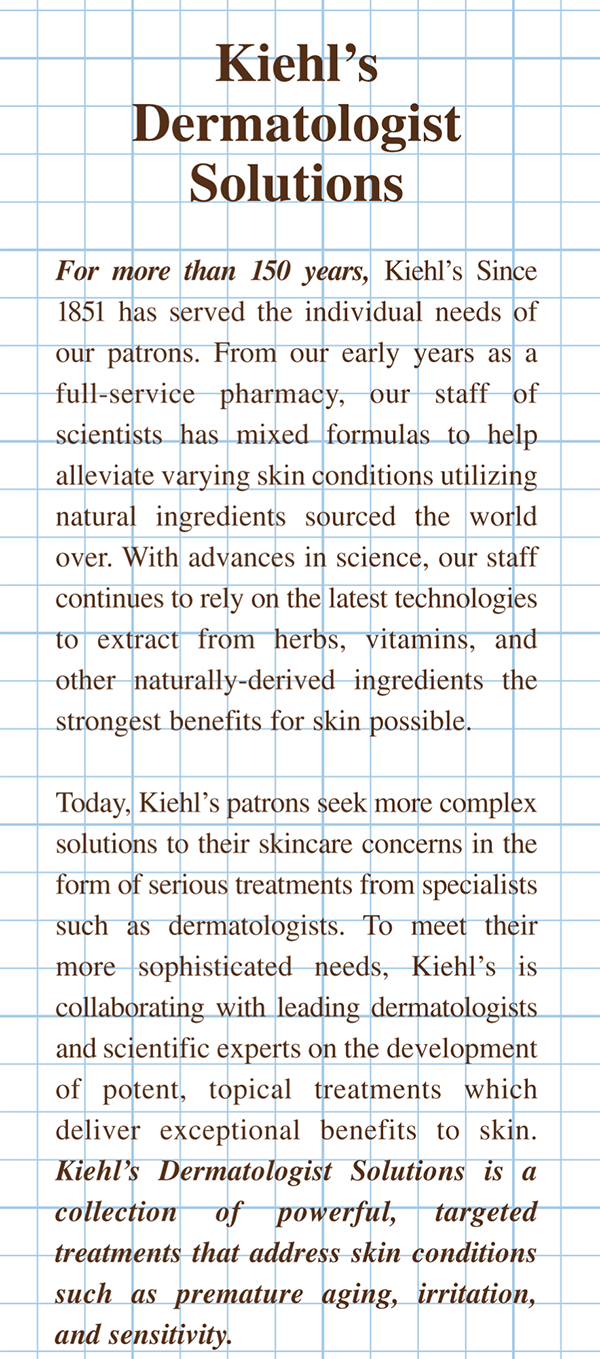 Kiehl’s
Dermatologist
Solutions
For more than 150 years, Kiehl’s Since
1851 has served the individual needs of
our patrons. From our early years as a
full-service pharmacy, our staff of
scientists has mixed formulas to help
alleviate varying skin conditions utilizing
natural ingredients sourced the world
over. With advances in science, our staff
continues to rely on the latest technologies
to extract from herbs, vitamins, and
other naturally-derived ingredients the
strongest benefits for skin possible.
Today, Kiehl’s patrons seek more complex
solutions to their skincare concerns in the
form of serious treatments from specialists
such as dermatologists. To meet their
more sophisticated needs, Kiehl’s is
collaborating with leading dermatologists
and scientific experts on the development
of potent, topical treatments which
deliver exceptional benefits to skin.
Kiehl’s Dermatologist Solutions is a
collection of powerful, targeted
treatments that address skin conditions
such as premature aging, irritation,
and sensitivity.